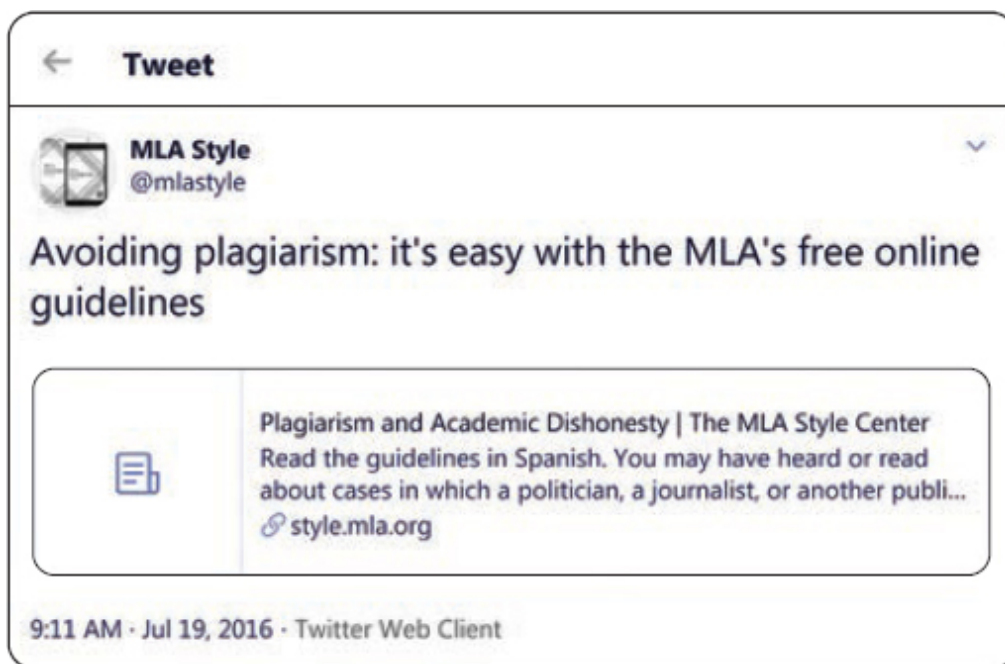 Tweet
MLA Style
@mlastyle
Avoiding plagiarism: it's easy with the MLA's free online
guidelines
Plagiarism and Academic Dishonesty | The MLA Style Center
Read the guidelines in Spanish. You may have heard or read
about cases in which a politician, a journalist, or another publi...
style.mla.org
9:11 AM · Jul 19, 2016 · Twitter Web Client